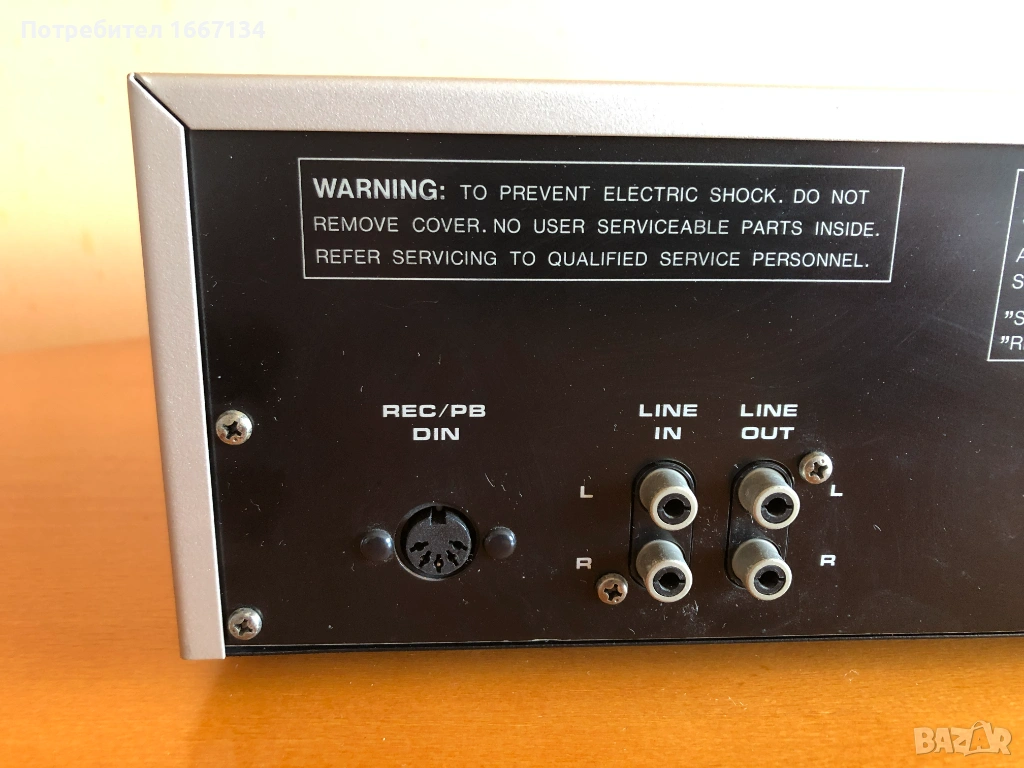 Потребител 1667134
WARNING: TO PREVENT ELECTRIC SHOCK. DO NOT
REMOVE COVER. NO USER SERVICEABLE PARTS INSIDE.
REFER SERVICING TO QUALIFIED SERVICE PERSONNEL.
A
S
"S
"R
REC/PB
DIN
LINE
IN
LINE
OUT
L
L
R
R
BAZAR